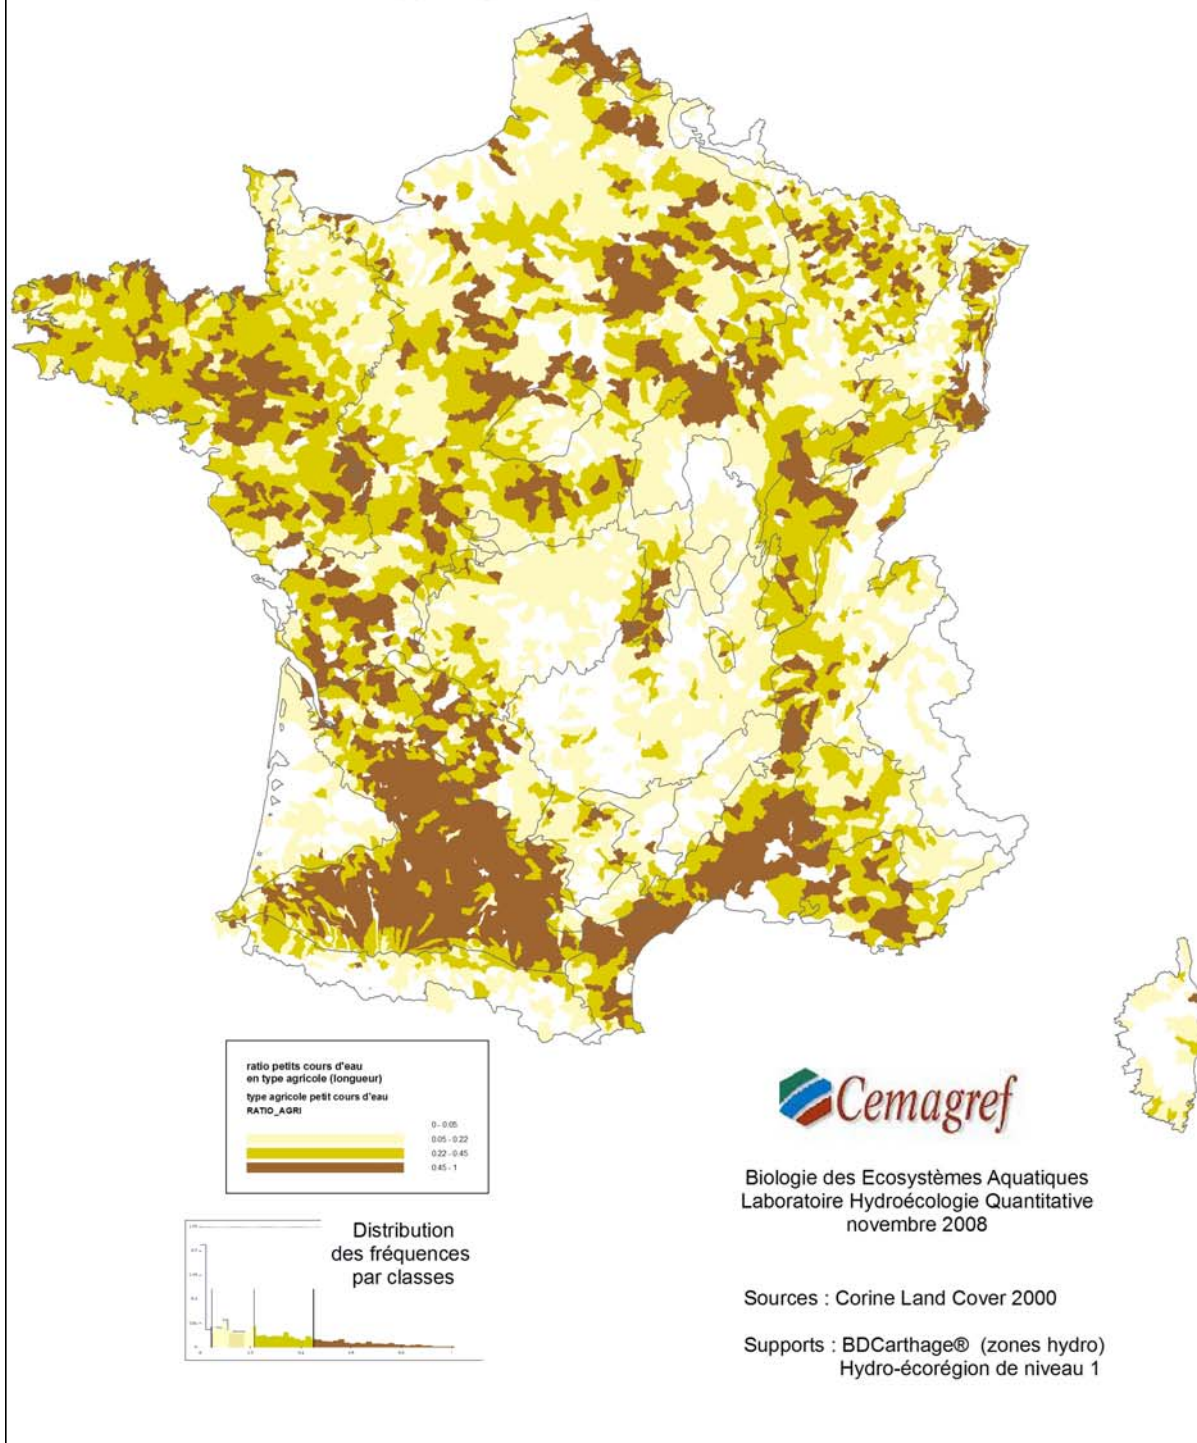 ratio petits cours d'eau
en type agricole (longueur)
type agricole petit cours d'eau
RATIO_AGRI
0 - 0.05
0.05 - 0.22
0.22 - 0.45
0.45 - 1
Distribution
des fréquences
par classes
Cemagref
Biologie des Ecosystèmes Aquatiques
Laboratoire Hydroécologie Quantitative
novembre 2008
Sources : Corine Land Cover 2000
Supports : BDCarthage® (zones hydro)
Hydro-écorégion de niveau 1